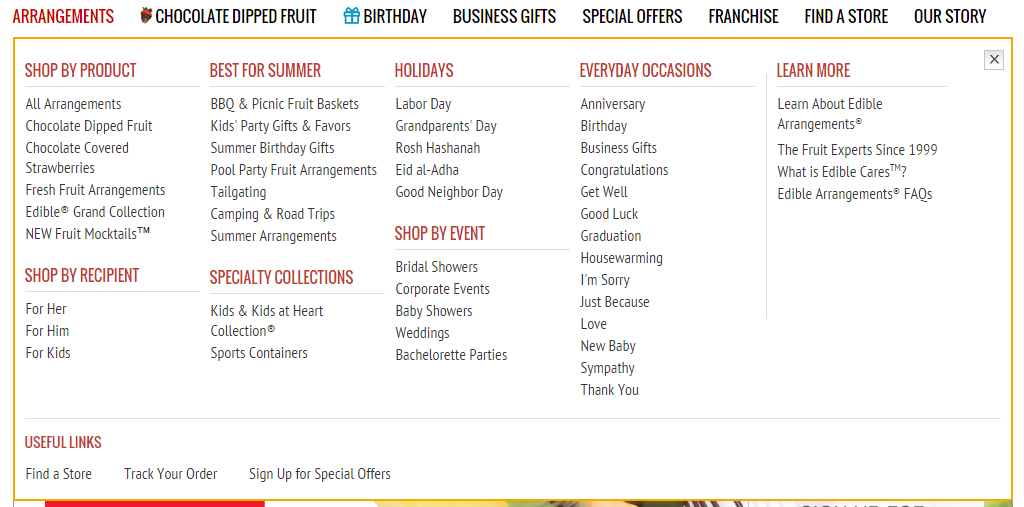 ARRANGEMENTS CHOCOLATE DIPPED FRUIT BIRTHDAY BUSINESS GIFTS SPECIAL OFFERS FRANCHISE FIND A STORE OUR STORY
SHOP BY PRODUCT
All Arrangements
Chocolate Dipped Fruit
Chocolate Covered
Strawberries
Fresh Fruit Arrangements
Edible® Grand Collection
NEW Fruit Mocktails™
SHOP BY RECIPIENT
For Her
For Him
For Kids
BEST FOR SUMMER
BBQ & Picnic Fruit Baskets
Kids' Party Gifts & Favors
Summer Birthday Gifts
Pool Party Fruit Arrangements
Tailgating
Camping & Road Trips
Summer Arrangements
SPECIALTY COLLECTIONS
Kids & Kids at Heart
Collection®
Sports Containers
HOLIDAYS
Labor Day
Grandparents' Day
Rosh Hashanah
Eid al-Adha
Good Neighbor Day
SHOP BY EVENT
Bridal Showers
Corporate Events
Baby Showers
Weddings
Bachelorette Parties
EVERYDAY OCCASIONS
Anniversary
Birthday
Business Gifts
Congratulations
Get Well
Good Luck
Graduation
Housewarming
I'm Sorry
Just Because
Love
New Baby
Sympathy
Thank You
LEARN MORE
Learn About Edible
Arrangements®
The Fruit Experts Since 1999
What is Edible Cares™?
Edible Arrangements® FAQs
USEFUL LINKS
Find a Store Track Your Order Sign Up for Special Offers
SIGN UP FOR